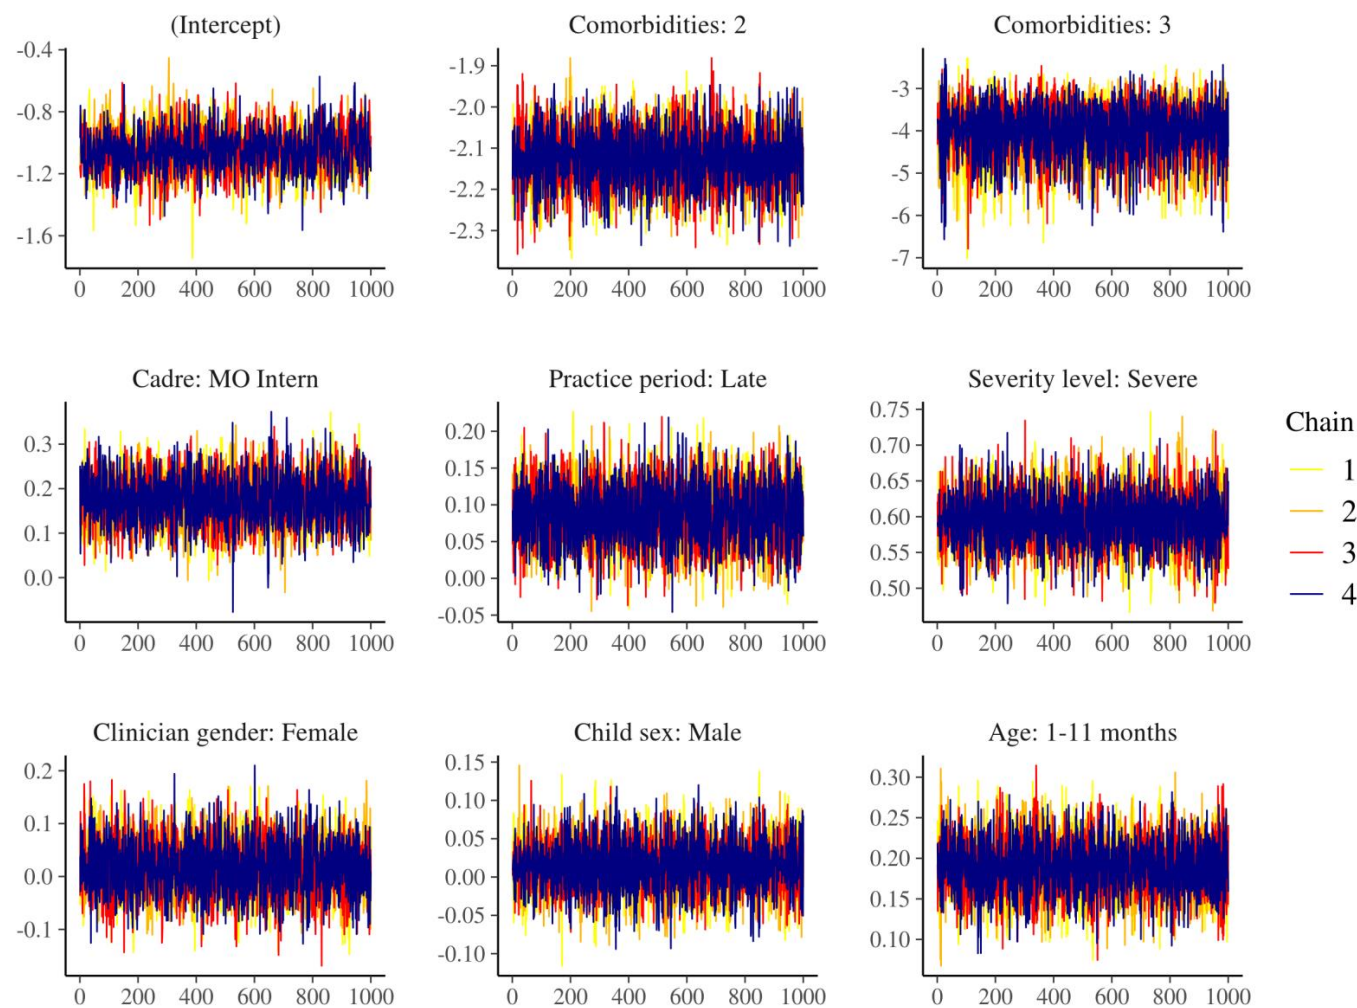 (Intercept)
-0.4
-0.8
-1.2
-1.6
0 200 400 600 800 1000
Comorbidities: 2
-1.9
-2.0
-2.1
-2.2
-2.3
0 200 400 600 800 1000
Comorbidities: 3
-3
-4
-5
-6
-7
0 200 400 600 800 1000
Cadre: MO Intern
0.3
0.2
0.1
0.0
0 200 400 600 800 1000
Practice period: Late
0.20
0.15
0.10
0.05
0.00
-0.05
0 200 400 600 800 1000
Severity level: Severe
0.75
0.70
0.65
0.60
0.55
0.50
0 200 400 600 800 1000
Chain
1
2
3
4
Clinician gender: Female
0.2
0.1
0.0
-0.1
0 200 400 600 800 1000
Child sex: Male
0.15
0.10
0.05
0.00
-0.05
-0.10
0 200 400 600 800 1000
Age: 1-11 months
0.30
0.25
0.20
0.15
0.10
0 200 400 600 800 1000